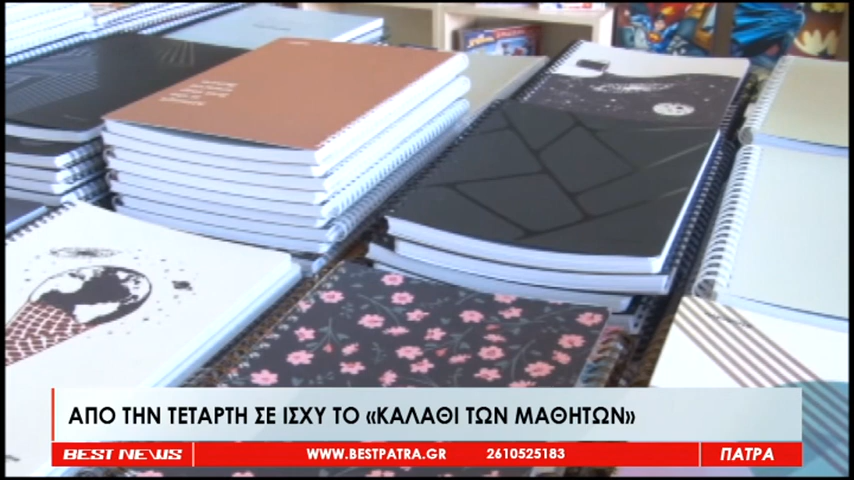 ΑΠΟ ΤΗΝ ΤΕΤΑΡΤΗ ΣΕ ΙΣΧΥ ΤΟ «ΚΑΛΑΘΙ ΤΩΝ ΜΑΘΗΤΩΝ»
BEST NEWS WWW.BESTPATRA.GR 2610525183 ΠΑΤΡΑ